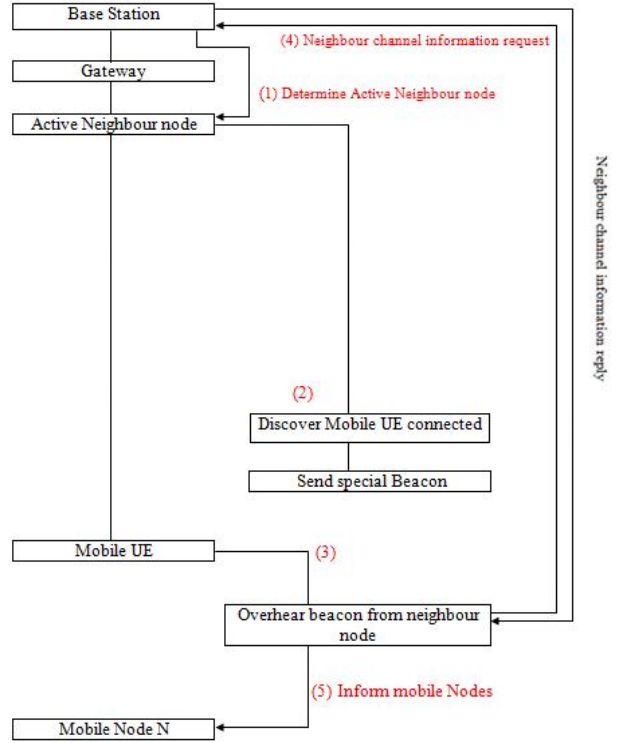 Base Station
(4) Neighbour channel information request
Gateway
(1) Determine Active Neighbour node
Active Neighbour node
Neighbour channel information reply
(2)
Discover Mobile UE connected
Send special Beacon
Mobile UE
(3)
Overhear beacon from neighbour
node
(5) Inform mobile Nodes
Mobile Node N